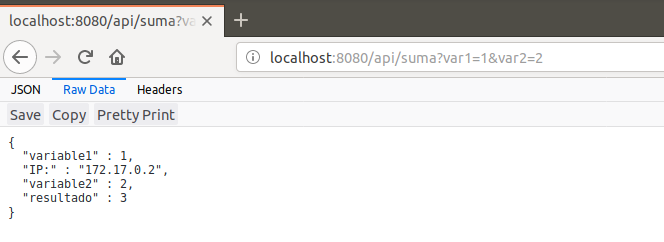 localhost:8080/api/suma?va
localhost:8080/api/suma?var1=1&var2=2
JSON Raw Data Headers
Save Copy Pretty Print
{
"variable1" : 1,
"IP:" : "172.17.0.2",
"variable2" : 2,
"resultado" : 3
}